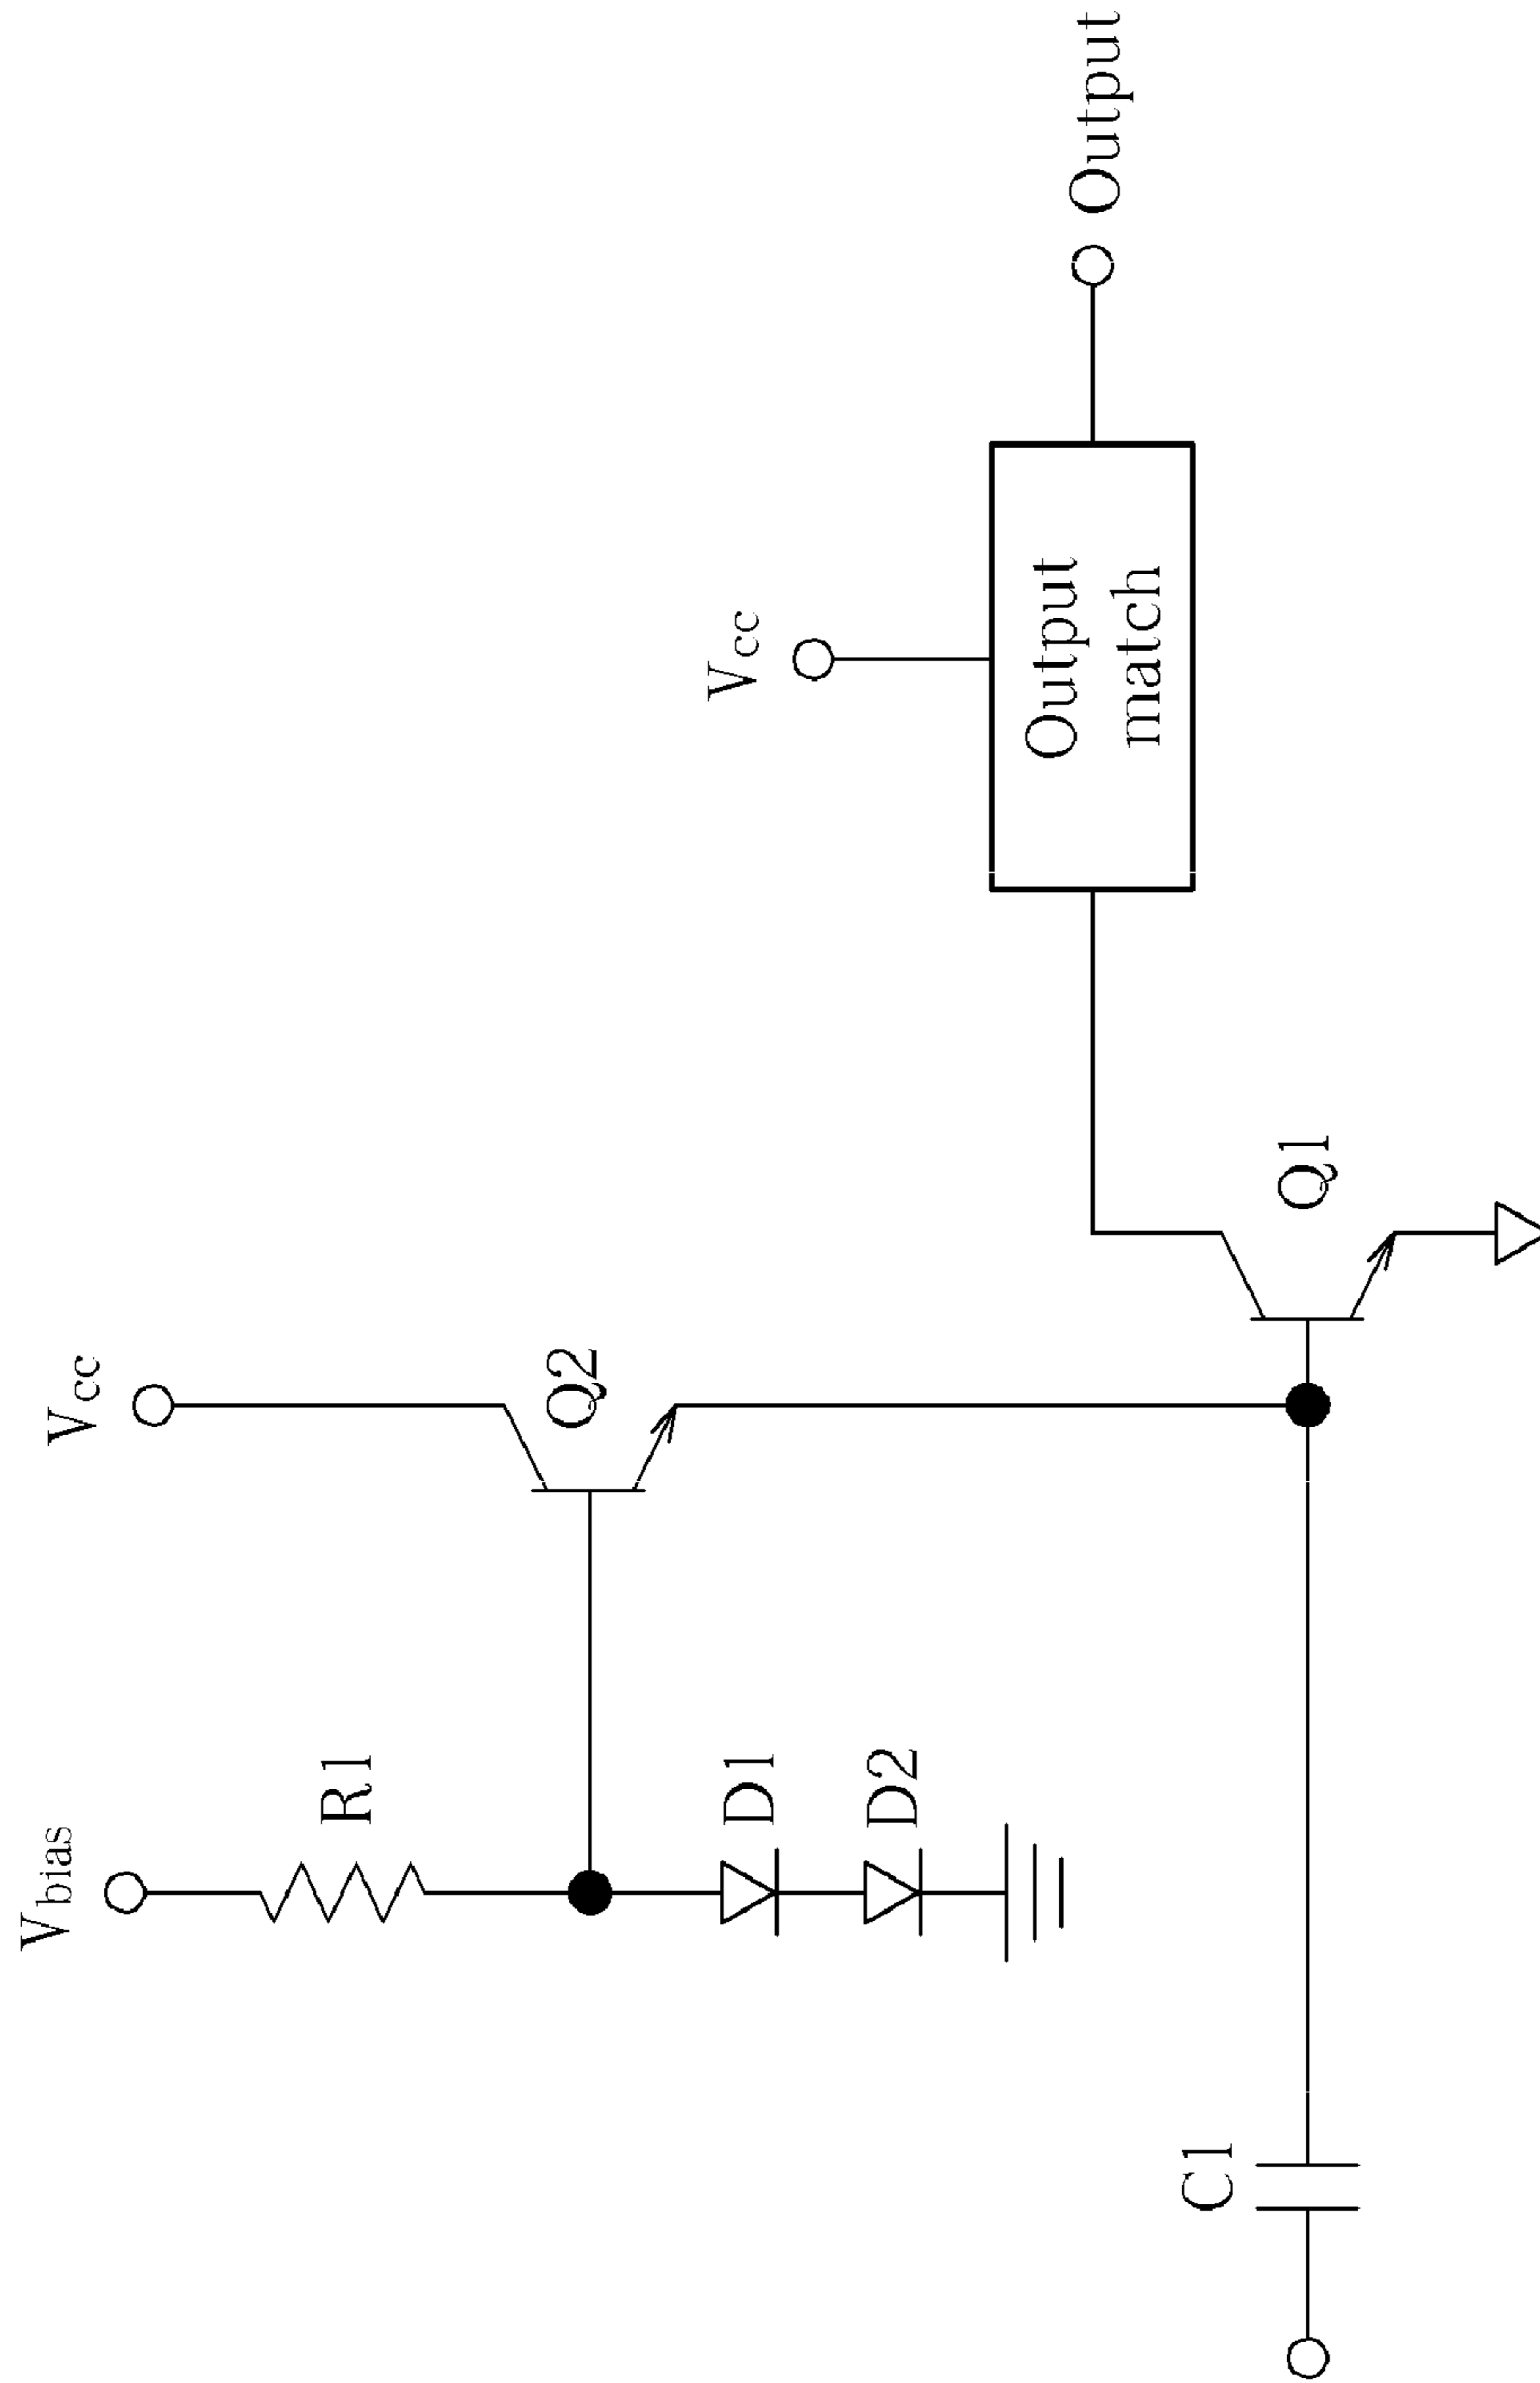 Vbias
Vcc
R1
Q2
D1
D2
Vcc
Output
match
Output
C1
Q1